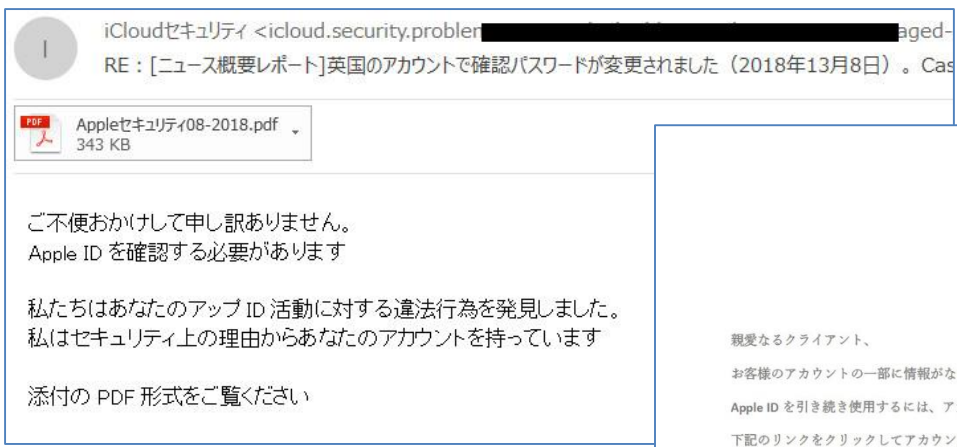 I
iCloudセキュリティ <icloud.security.problem aged-
RE：[ニュース概要レポート]英国のアカウントで確認パスワードが変更されました（2018年13月8日）。Cas
PDF
Appleセキュリティ08-2018.pdf
343 KB
ご不便おかけして申し訳ありません。
Apple ID を確認する必要があります
私たちはあなたのアップ ID 活動に対する違法行為を発見しました。
私はセキュリティ上の理由からあなたのアカウントを持っています
添付の PDF 形式をご覧ください
親愛なるクライアント、
お客様のアカウントの一部に情報がな
Apple ID を引き続き使用するには、ア
下記のリンクをクリックしてアカウン